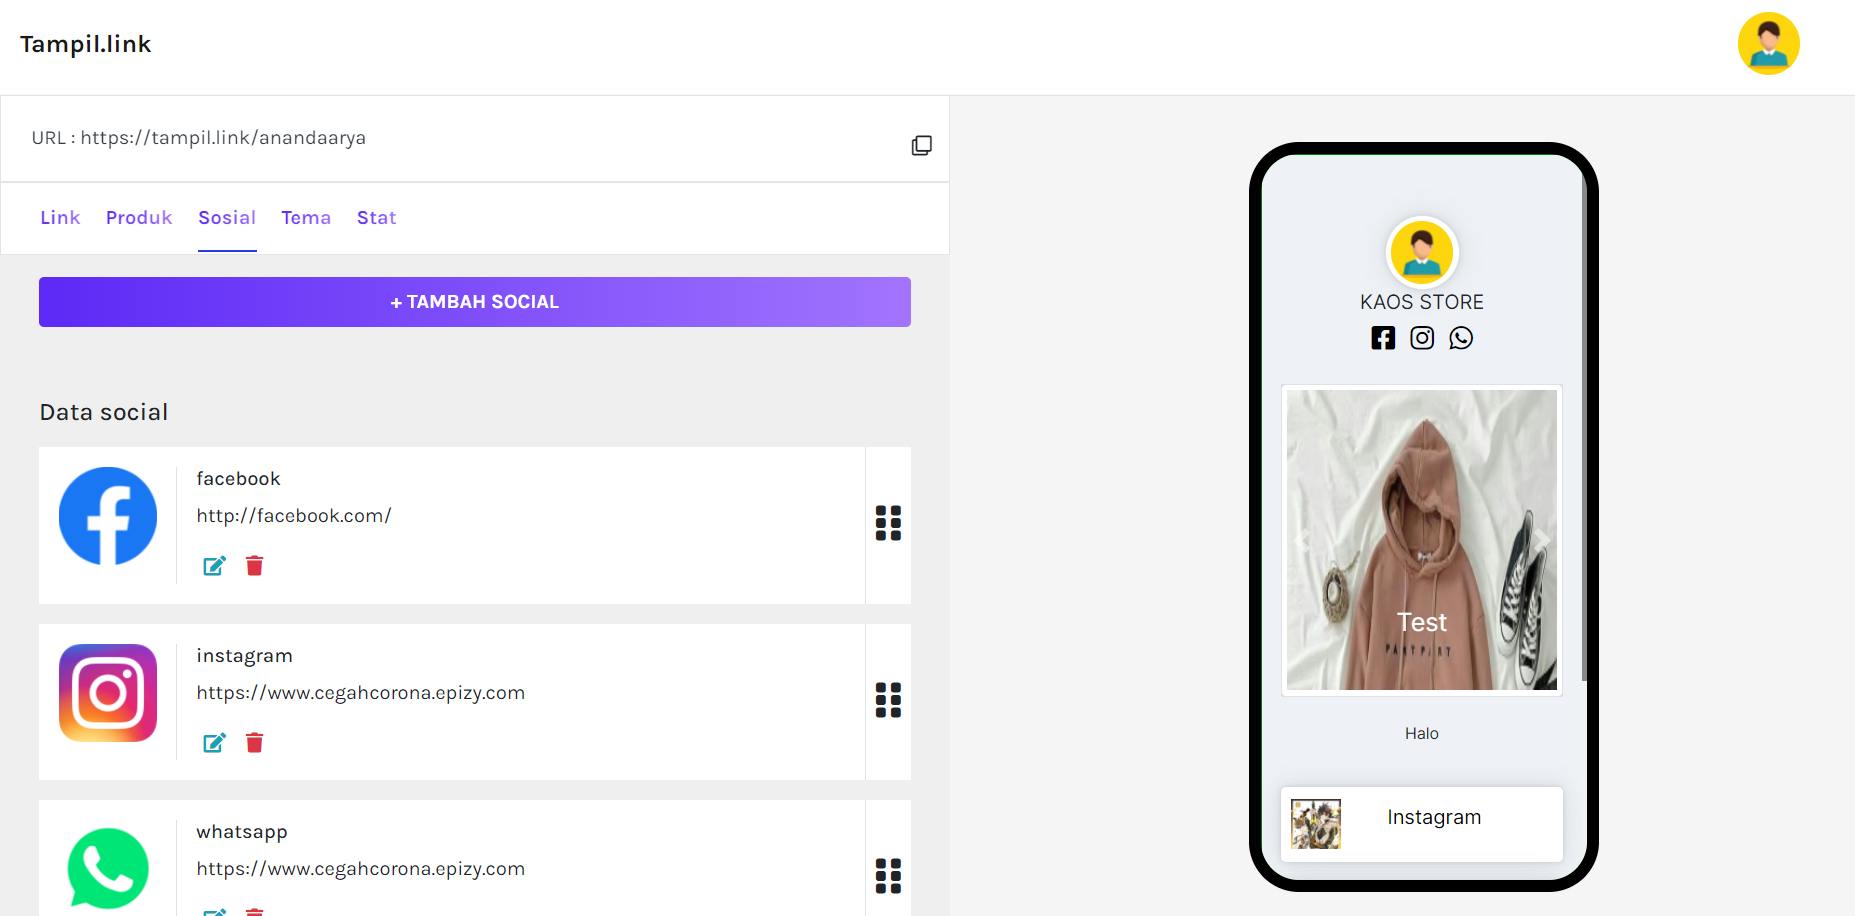 Tampil.link
URL : https://tampil.link/anandaarya
Link Produk Sosial Tema Stat
+ TAMBAH SOCIAL
Data social
facebook
http://facebook.com/
instagram
https://www.cegahcorona.epizy.com
whatsapp
https://www.cegahcorona.epizy.com
KAOS STORE
Test
Halo
Instagram